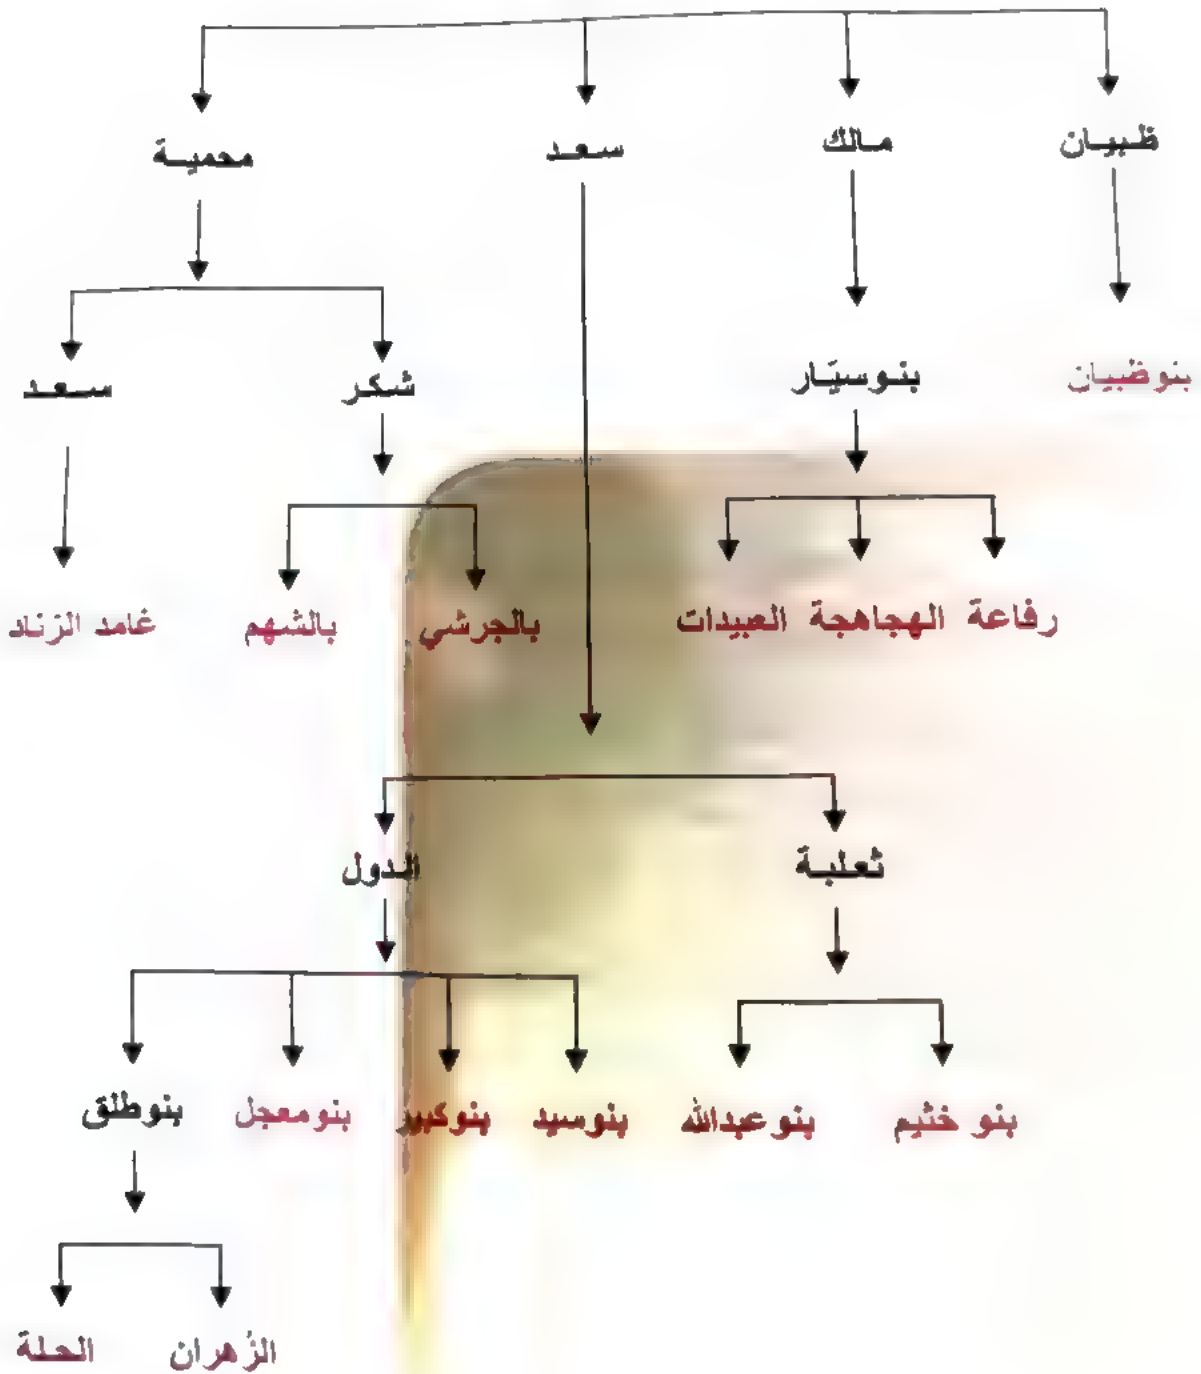 ظبيان مالك سعد محمية
بنوظبيان بنوسيّار شكر سعد
رفاعة الهجاهجة العبيدات بالجرشي بالشهم غامد الزناد
ثعلبة الدول
بنو خثيم بنوعبدالله بنوسيد بنوكبير بنومعجل بنوطلق
الزُهران الحلة